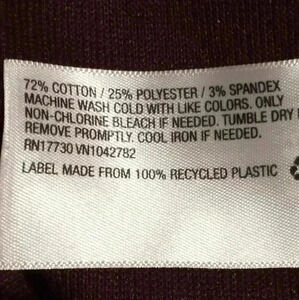 72% COTTON / 25% POLYESTER / 3% SPANDEX
MACHINE WASH COLD WITH LIKE COLORS. ONLY
NON-CHLORINE BLEACH IF NEEDED. TUMBLE DRY
REMOVE PROMPTLY. COOL IRON IF NEEDED.
RN17730 VN1042782
LABEL MADE FROM 100% RECYCLED PLASTIC